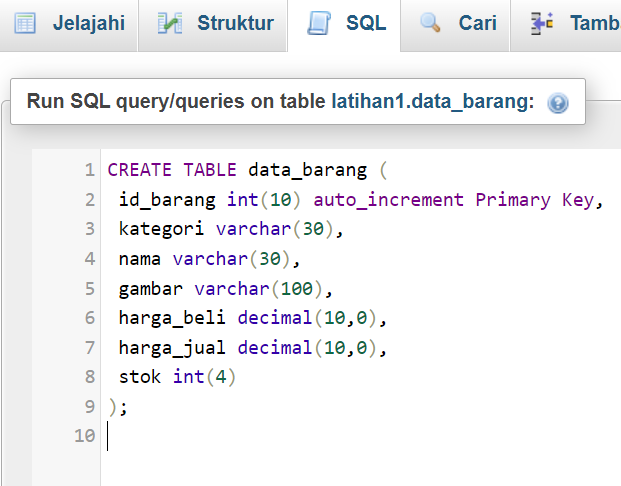 Jelajahi Struktur SQL Cari Tamb
Run SQL query/queries on table latihan1.data_barang:
1 CREATE TABLE data_barang (
2 id_barang int(10) auto_increment Primary Key,
3 kategori varchar(30),
4 nama varchar(30),
5 gambar varchar(100),
6 harga_beli decimal(10,0),
7 harga_jual decimal(10,0),
8 stok int(4)
9 );
10